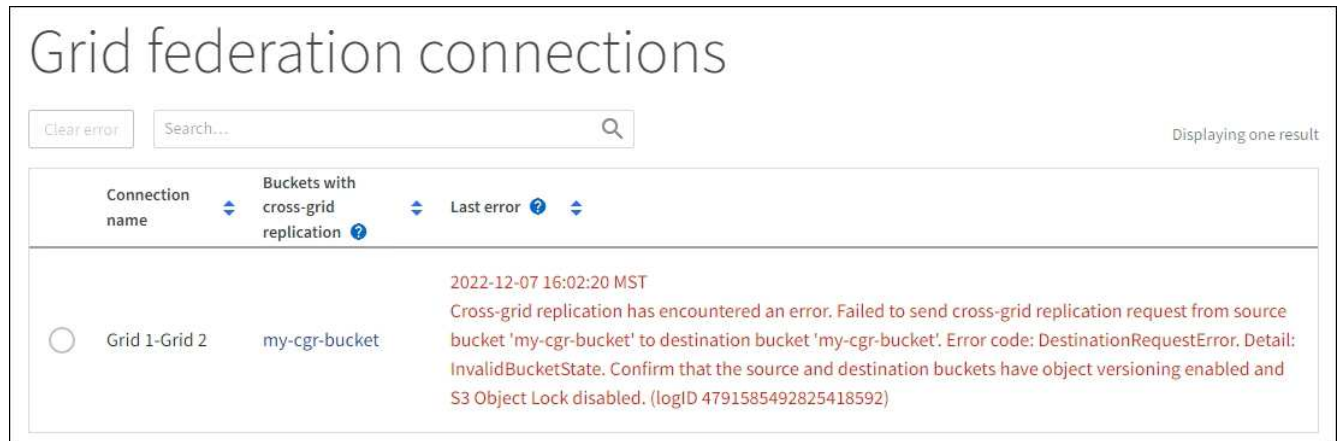 Grid federation connections
Clear error
Search...
Displaying one result
Connection
name
Buckets with
cross-grid
replication ?
Last error ?
2022-12-07 16:02:20 MST
Cross-grid replication has encountered an error. Failed to send cross-grid replication request from source
Grid 1-Grid 2
my-cgr-bucket
bucket 'my-cgr-bucket' to destination bucket 'my-cgr-bucket'. Error code: DestinationRequestError. Detail:
InvalidBucketState. Confirm that the source and destination buckets have object versioning enabled and
S3 Object Lock disabled. (logID 4791585492825418592)